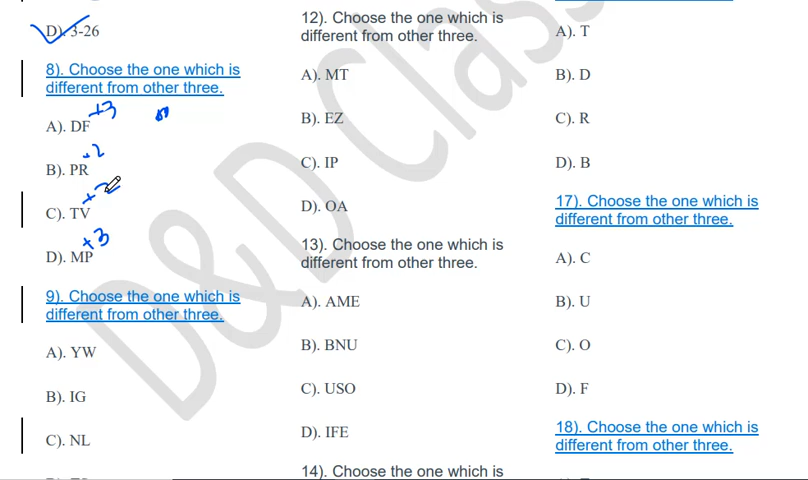 D). 3-26
8). Choose the one which is
different from other three.
A). DF +3
B). PR +2
C). TV +2
D). MP +3
9). Choose the one which is
different from other three.
A). YW
B). IG
C). NL
12). Choose the one which is
different from other three.
A). MT
B). EZ
C). IP
D). OA
13). Choose the one which is
different from other three.
A). AME
B). BNU
C). USO
D). IFE
14). Choose the one which is
A). T
B). D
C). R
D). B
17). Choose the one which is
different from other three.
A). C
B). U
C). O
D). F
18). Choose the one which is
different from other three.
D&D Class